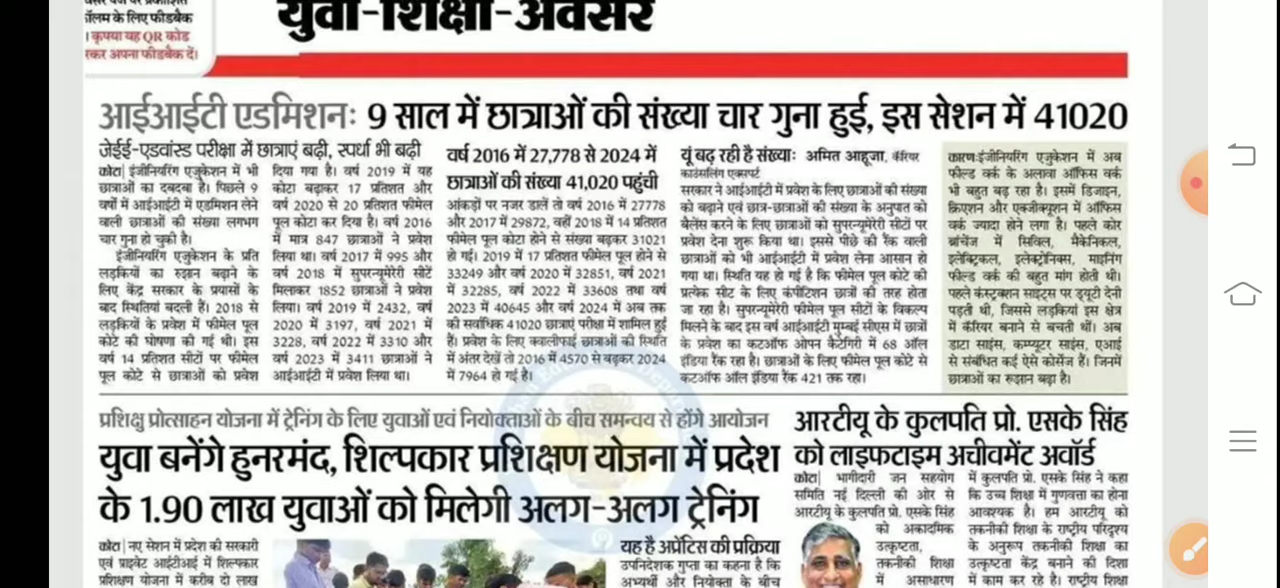 ॉलम के लिए फीडबैक
। कृपया यह QR कोड
रकर अपना फीडबैक दें।
युवा-शिक्षा-अवसर
आईआईटी एडमिशनः 9 साल में छात्राओं की संख्या चार गुना हुई, इस सेशन में 41020
जेईई-एडवांस्ड परीक्षा में छात्राएं बढ़ी, स्पर्धा भी बढ़ी
कोटा| इंजीनियरिंग एजुकेशन में भी
छात्राओं का दबदबा है। पिछले 9
वर्षों में आईआईटी में एडमिशन लेने
वाली छात्राओं की संख्या लगभग
चार गुना हो चुकी है।
इंजीनियरिंग एजुकेशन के प्रति
लड़कियों का रुझान बढ़ाने के
लिए केंद्र सरकार के प्रयासों के
बाद स्थितियां बदली हैं। 2018 से
लड़कियों के प्रवेश में फीमेल पूल
कोटे की घोषणा की गई थी। इस
वर्ष 14 प्रतिशत सीटों पर फीमेल
पूल कोटे से छात्राओं को प्रवेश
दिया गया है। वर्ष 2019 में यह
कोटा बढ़ाकर 17 प्रतिशत और
वर्ष 2020 से 20 प्रतिशत फीमेल
पूल कोटा कर दिया है। वर्ष 2016
में मात्र 847 छात्राओं ने प्रवेश
लिया था। वर्ष 2017 में 995 और
वर्ष 2018 में सुपरन्यूमेरी सीटें
मिलाकर 1852 छात्राओं ने प्रवेश
लिया। वर्ष 2019 में 2432, वर्ष
2020 में 3197, वर्ष 2021 में
3228, वर्ष 2022 में 3310 और
वर्ष 2023 में 3411 छात्राओं ने
आईआईटी में प्रवेश लिया था।
वर्ष 2016 में 27,778 से 2024 में
छात्राओं की संख्या 41,020 पहुंची
आंकड़ों पर नजर डालें तो वर्ष 2016 में 27778
और 2017 में 29872, वहीं 2018 में 14 प्रतिशत
फीमेल पूल कोटा होने से संख्या बढ़कर 31021
हो गई। 2019 में 17 प्रतिशत फीमेल पूल होने से
33249 और वर्ष 2020 में 32851, वर्ष 2021
में 32285, वर्ष 2022 में 33608 तथा वर्ष
2023 में 40645 और वर्ष 2024 में अब तक
की सर्वाधिक 41020 छात्राएं परीक्षा में शामिल हुई
हैं। प्रवेश के लिए क्वालीफाई छात्राओं की स्थिति
में अंतर देखें तो 2016 में 4570 से बढ़कर 2024
में 7964 हो गई है।
यूं बढ़ रही है संख्याः अमित आहूजा, कॅरियर
काउंसलिंग एक्सपर्ट
सरकार ने आईआईटी में प्रवेश के लिए छात्राओं की संख्या
को बढ़ाने एवं छात्र-छात्राओं की संख्या के अनुपात को
बैलेंस करने के लिए छात्राओं को सुपरन्यूमेरी सीटों पर
प्रवेश देना शुरू किया था। इससे पीछे की रैंक वाली
छात्राओं को भी आईआईटी में प्रवेश लेना आसान हो
गया था। स्थिति यह हो गई है कि फीमेल पूल कोटे की
प्रत्येक सीट के लिए कंपीटिशन छात्रों की तरह होता
जा रहा है। सुपरन्यूमेरी फीमेल पूल सीटों के विकल्प
मिलने के बाद इस वर्ष आईआईटी मुम्बई सीएस में छात्रों
के प्रवेश का कटऑफ ओपन कैटेगिरी में 68 ऑल
इंडिया रैंक रहा है। छात्राओं के लिए फीमेल पूल कोटे से
कटऑफ ऑल इंडिया रैंक 421 तक रहा।
कारण:इंजीनियरिंग एजुकेशन में अब
फील्ड वर्क के अलावा ऑफिस वर्क
भी बहुत बढ़ रहा है। इसमें डिजाइन,
क्रिएशन और एक्जीक्यूशन में ऑफिस
वर्क ज्यादा होने लगा है। पहले कोर
ब्रांचेज में सिविल, मैकेनिकल,
इलेक्ट्रिकल, इलेक्ट्रोनिक्स, माइनिंग
फील्ड वर्क की बहुत मांग होती थी।
पहले कंस्ट्रक्शन साइट्स पर ड्यूटी देनी
पड़ती थी, जिससे लड़कियां इस क्षेत्र
में कॅरियर बनाने से बचती थीं। अब
डाटा साइंस, कम्प्यूटर साइंस, एआई
से संबंधित कई ऐसे कोर्सेज हैं। जिनमें
छात्राओं का रुझान बढ़ा है।
प्रशिक्षु प्रोत्साहन योजना में ट्रेनिंग के लिए युवाओं एवं नियोक्ताओं के बीच समन्वय से होंगे आयोजन
युवा बनेंगे हुनरमंद, शिल्पकार प्रशिक्षण योजना में प्रदेश
के 1.90 लाख युवाओं को मिलेगी अलग-अलग ट्रेनिंग
कोटा| नए सेशन में प्रदेश की सरकारी
एवं प्राइवेट आईटीआई में शिल्पकार
प्रशिक्षण योजना में करीब दो लाख
यह है अप्रेंटिस की प्रक्रिया
उपनिदेशक गुप्ता का कहना है कि
अभ्यर्थी और नियोक्ता के बीच
आरटीयू के कुलपति प्रो. एसके सिंह
को लाइफटाइम अचीवमेंट अवॉर्ड
कोटा| भागीदारी जन सहयोग
समिति नई दिल्ली की ओर से
आरटीयू के कुलपति प्रो. एसके सिंह
को अकादमिक
उत्कृष्टता,
तकनीकी शिक्षा
में असाधारण
में कुलपति प्रो. एसके सिंह ने कहा
कि उच्च शिक्षा में गुणवत्ता का होना
आवश्यक है। हम आरटीयू को
तकनीकी शिक्षा के राष्ट्रीय परिदृश्य
के अनुरूप तकनीकी शिक्षा का
उत्कृष्टता केंद्र बनाने की दिशा
में काम कर रहे है। राष्ट्रीय शिक्षा